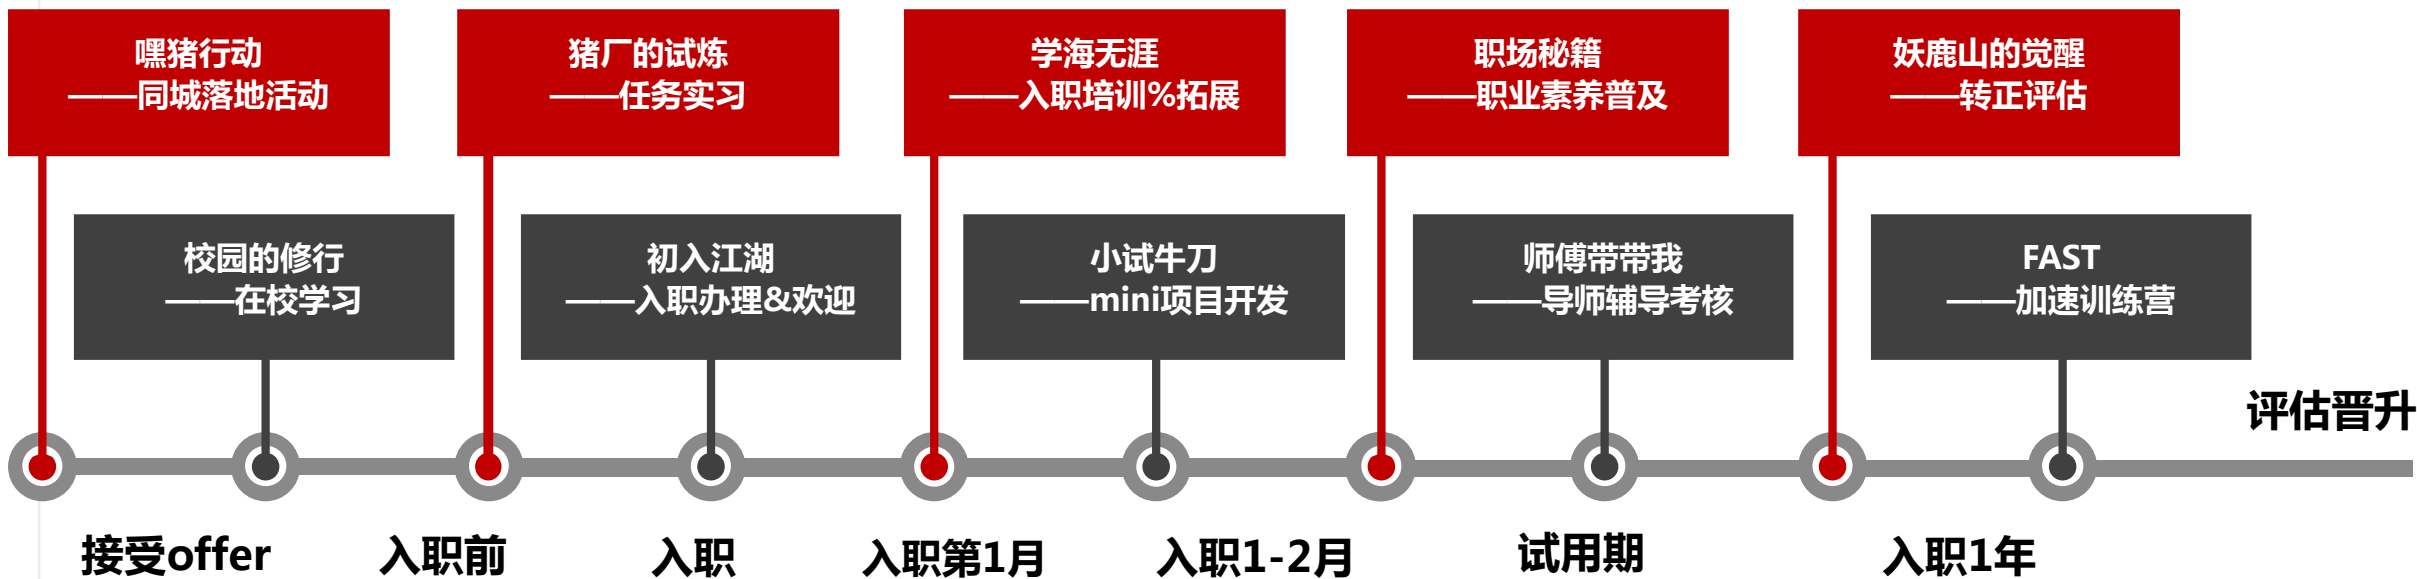 嘿猪行动
——同城落地活动
猪厂的试炼
——任务实习
学海无涯
——入职培训%拓展
职场秘籍
——职业素养普及
妖鹿山的觉醒
——转正评估
校园的修行
——在校学习
初入江湖
——入职办理&欢迎
小试牛刀
——mini项目开发
师傅带带我
——导师辅导考核
FAST
——加速训练营
评估晋升
接受offer
入职前
入职
入职第1月
入职1-2月
试用期
入职1年